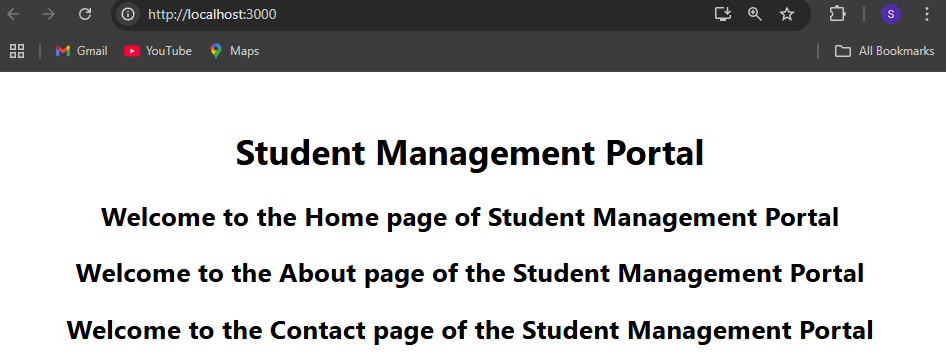 http://localhost:3000
S
Gmail
YouTube
Maps
All Bookmarks
Student Management Portal
Welcome to the Home page of Student Management Portal
Welcome to the About page of the Student Management Portal
Welcome to the Contact page of the Student Management Portal